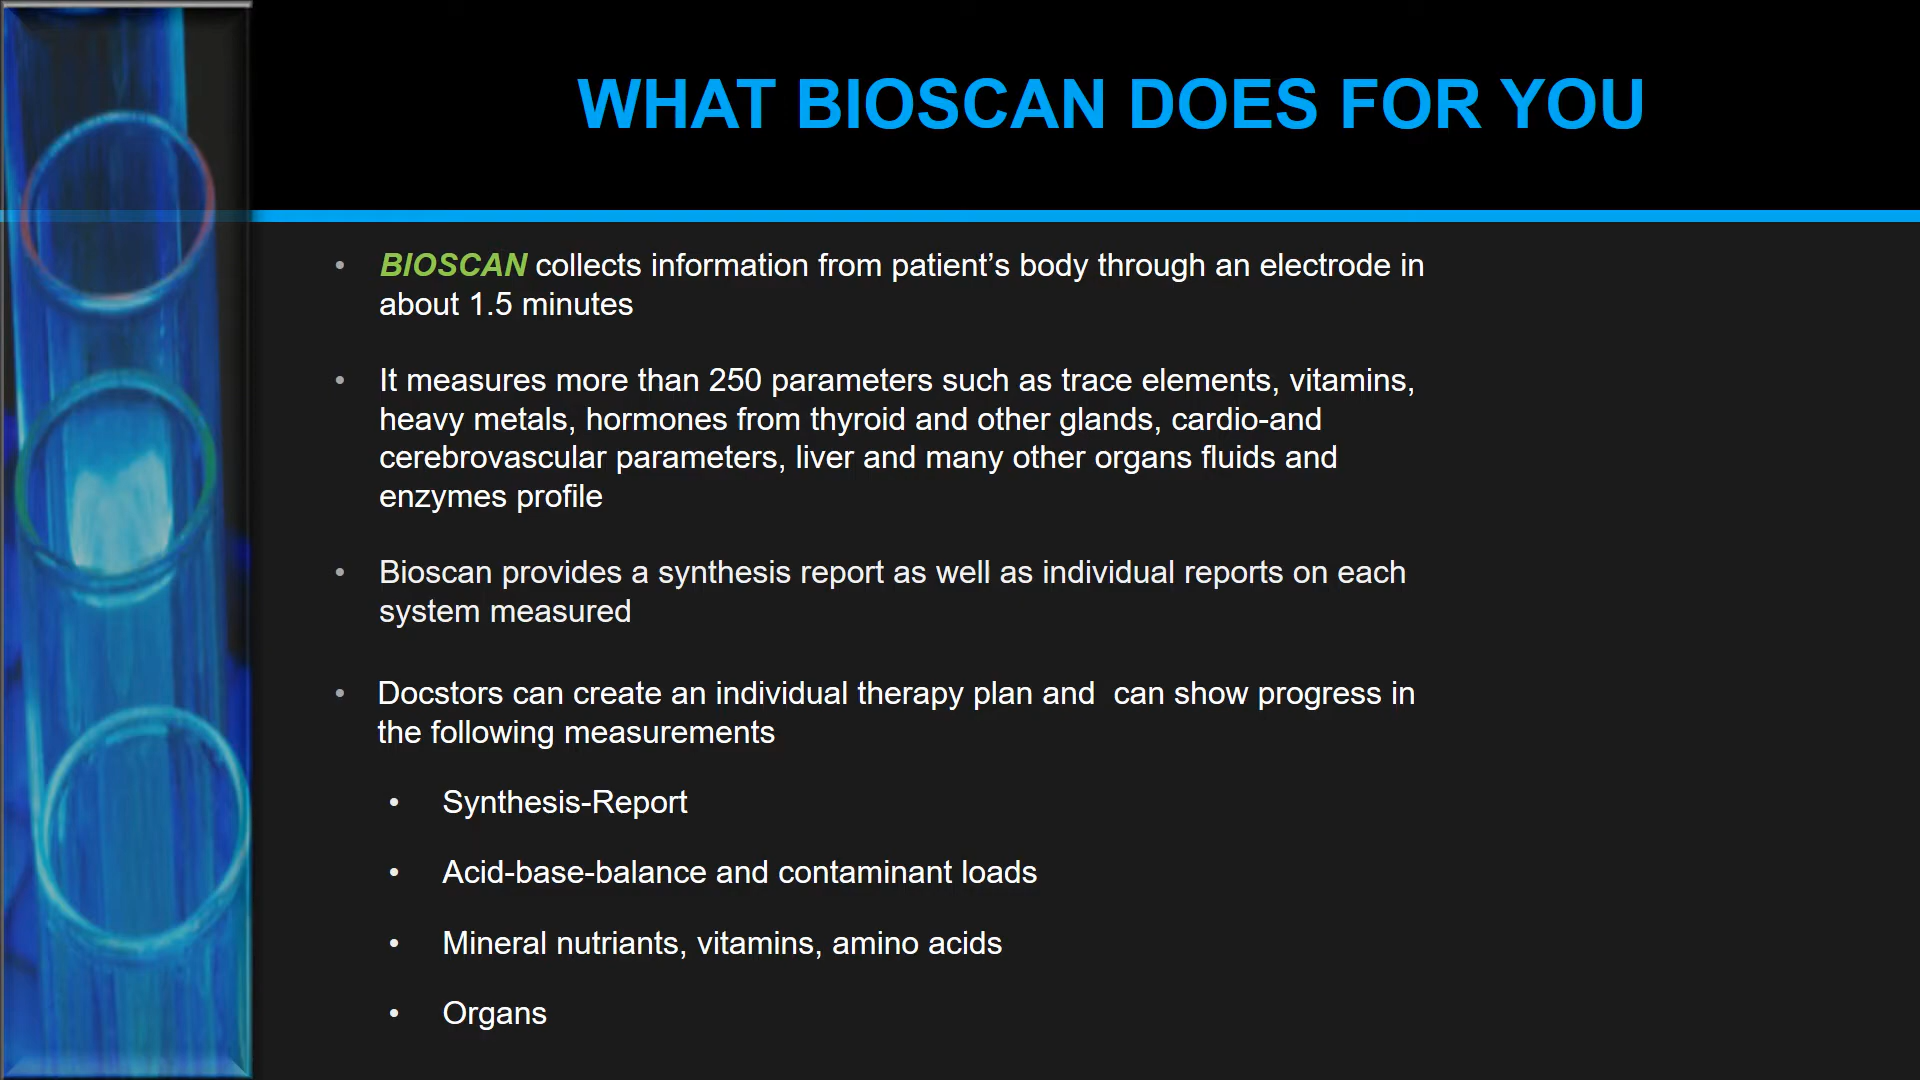 WHAT BIOSCAN DOES FOR YOU
• BIOSCAN collects information from patient’s body through an electrode in
about 1.5 minutes
• It measures more than 250 parameters such as trace elements, vitamins,
heavy metals, hormones from thyroid and other glands, cardio-and
cerebrovascular parameters, liver and many other organs fluids and
enzymes profile
• Bioscan provides a synthesis report as well as individual reports on each
system measured
• Docstors can create an individual therapy plan and  can show progress in
the following measurements
• Synthesis-Report
• Acid-base-balance and contaminant loads
• Mineral nutriants, vitamins, amino acids
• Organs